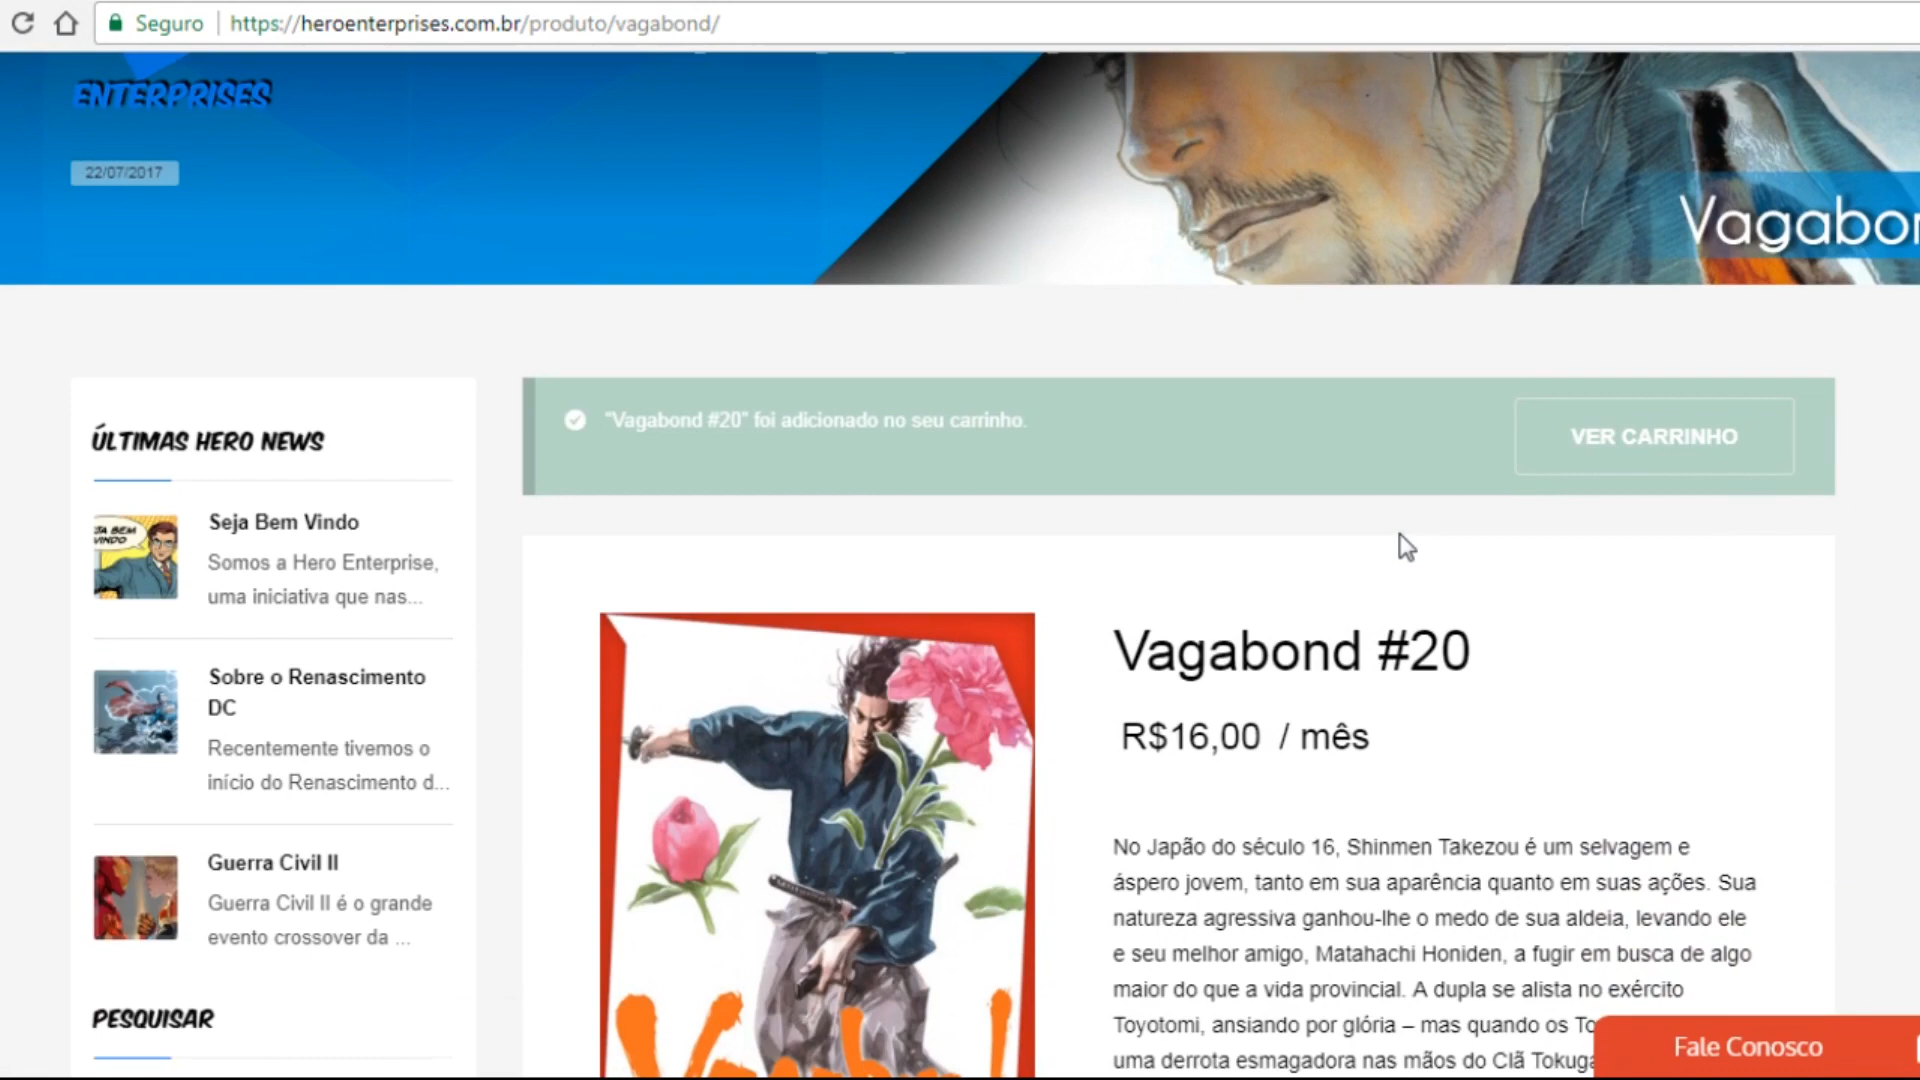 Seguro https://heroenterprises.com.br/produto/vagabond/
ENTERPRISES
22/07/2017
Vagabon
ÚLTIMAS HERO NEWS
Seja Bem Vindo
Somos a Hero Enterprise,
uma iniciativa que nas...
Sobre o Renascimento
DC
Recentemente tivemos o
início do Renascimento d...
Guerra Civil II
Guerra Civil II é o grande
evento crossover da ...
PESQUISAR
"Vagabond #20" foi adicionado no seu carrinho.
VER CARRINHO
Vagabond #20
R$16,00 / mês
No Japão do século 16, Shinmen Takezou é um selvagem e
áspero jovem, tanto em sua aparência quanto em suas ações. Sua
natureza agressiva ganhou-lhe o medo de sua aldeia, levando ele
e seu melhor amigo, Matahachi Honiden, a fugir em busca de algo
maior do que a vida provincial. A dupla se alista no exército
Toyotomi, ansiando por glória – mas quando os To
uma derrota esmagadora nas mãos do Clã Tokuga
Fale Conosco